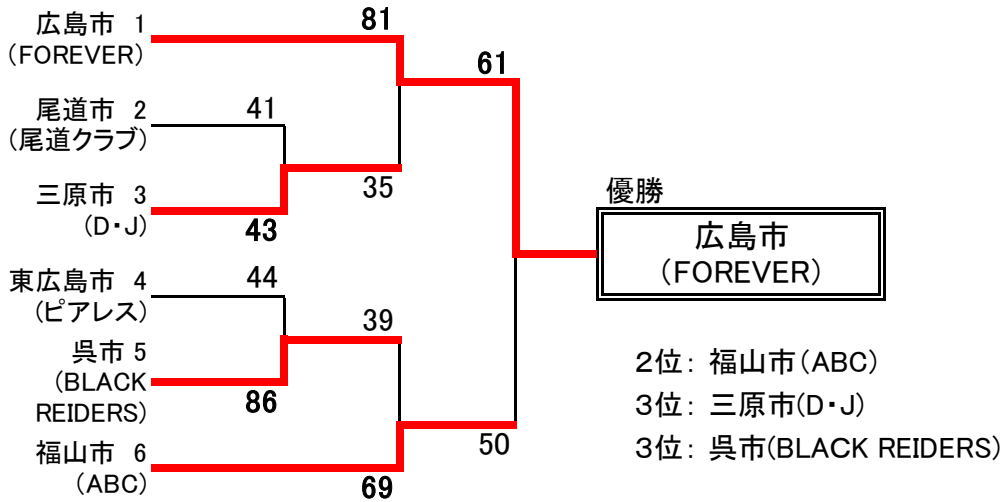 広島市 1
(FOREVER)
81
61
尾道市 2
(尾道クラブ)
41
35
三原市 3
(D・J)
43
優勝
広島市
(FOREVER)
東広島市 4
(ピアレス)
44
39
呉市 5
(BLACK
REIDERS)
86
福山市 6
(ABC)
69
50
2位: 福山市(ABC)
3位: 三原市(D・J)
3位: 呉市(BLACK REIDERS)